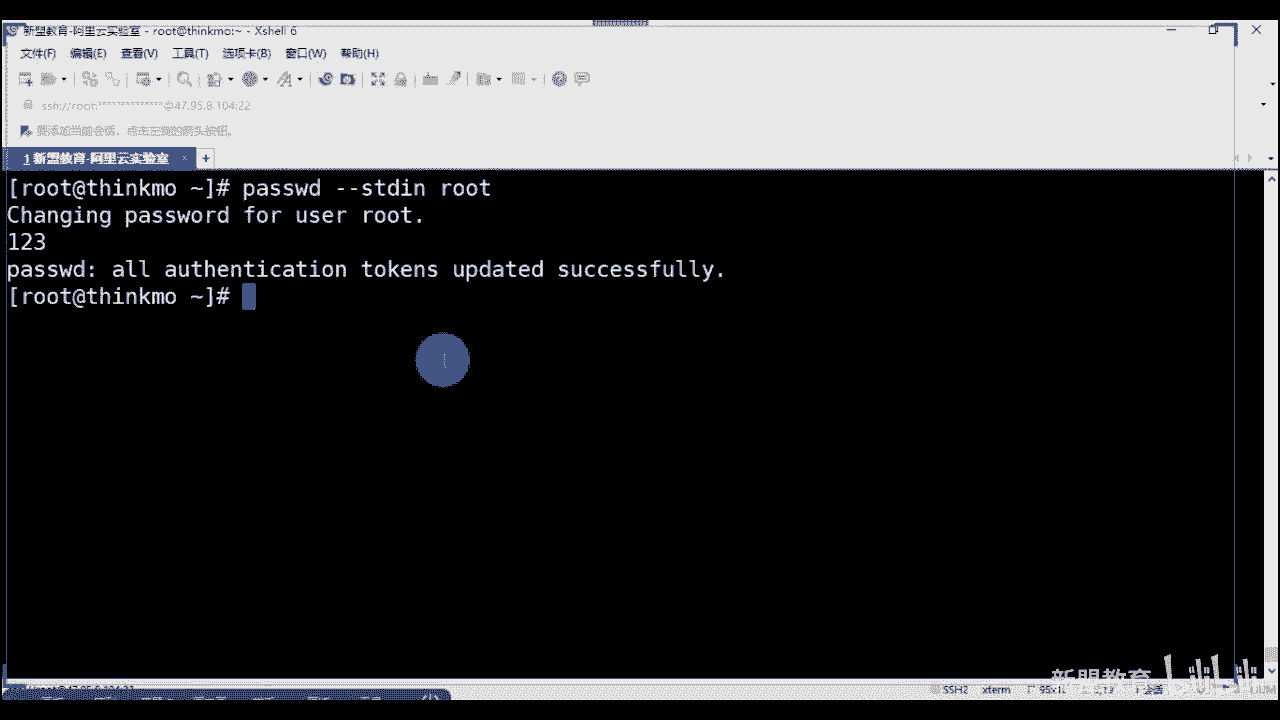 新盟教育-阿里云实验室 - root@thinkmo:~ - Xshell 6
文件(F) 编辑(E) 查看(V) 工具(T) 选项卡(B) 窗口(W) 帮助(H)
ssh://root:**************@47.95.8.104:22
要添加当前会话，点击左侧的箭头按钮。
1 新盟教育-阿里云实验室 × +
[root@thinkmo ~]# passwd --stdin root
Changing password for user root.
123
passwd: all authentication tokens updated successfully.
[root@thinkmo ~]#
新盟教育 bilibili
SSH2 xterm